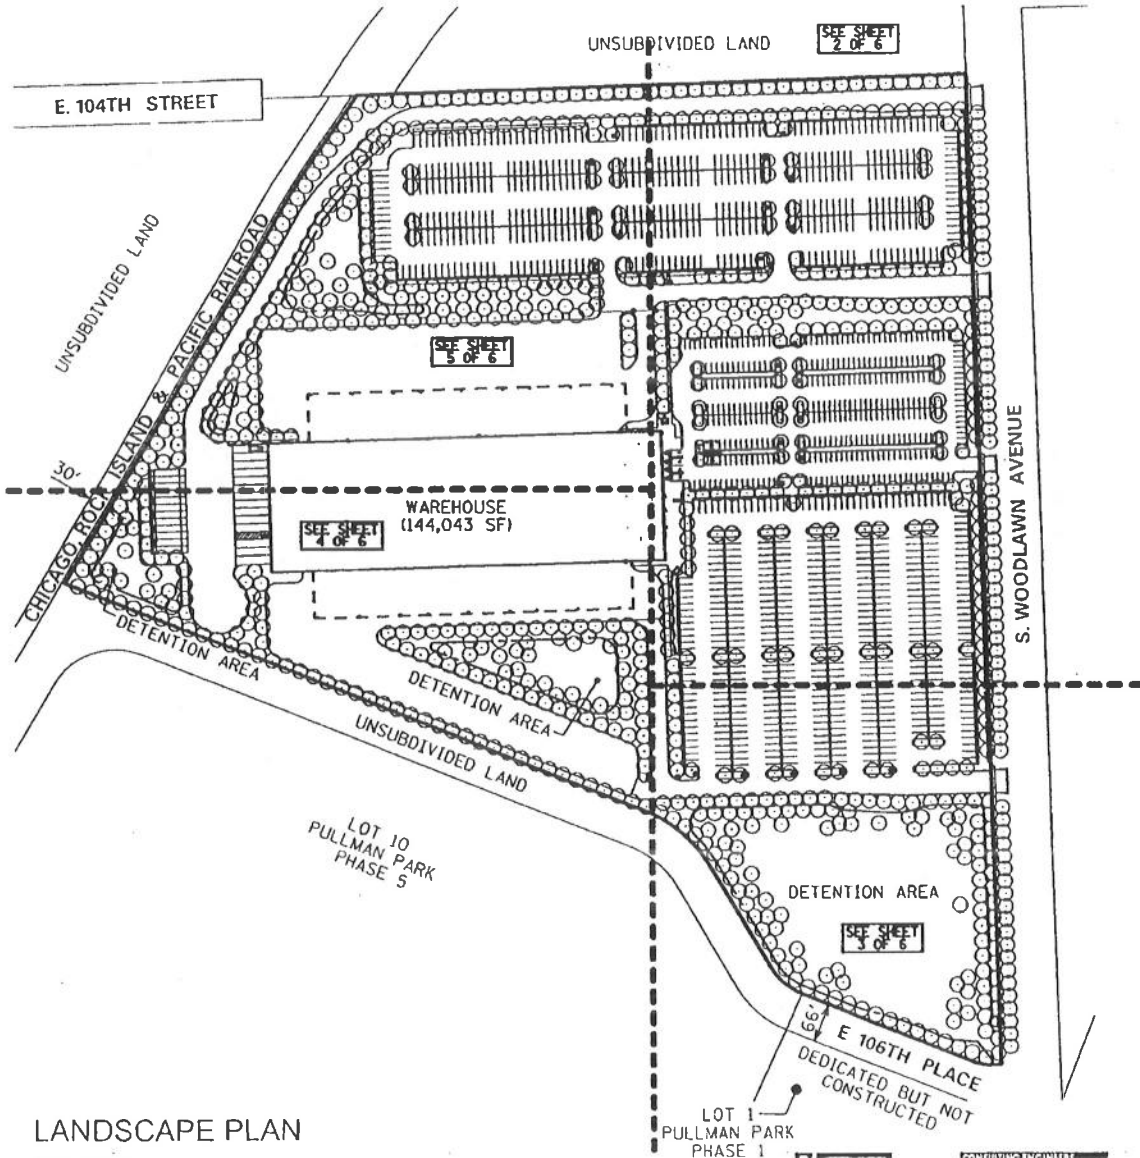 UNSUBDIVIDED LAND
SEE SHEET
2 OF 6
E. 104TH STREET
UNSUBDIVIDED LAND
CHICAGO, ROCK ISLAND & PACIFIC RAILROAD
SEE SHEET
5 OF 6
30'
WAREHOUSE
(144,043 SF)
SEE SHEET
4 OF 6
S. WOODLAWN AVENUE
DETENTION AREA
DETENTION AREA
UNSUBDIVIDED LAND
LOT 10
PULLMAN PARK
PHASE 5
DETENTION AREA
SEE SHEET
3 OF 6
66'
E 106TH PLACE
DEDICATED BUT NOT
CONSTRUCTED
LOT 1
PULLMAN PARK
PHASE 1
LANDSCAPE PLAN